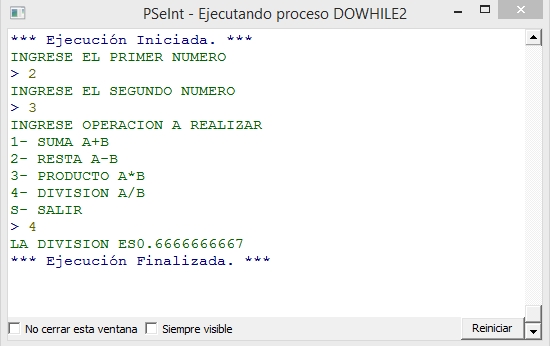 PSeInt - Ejecutando proceso DOWHILE2
*** Ejecución Iniciada. ***
INGRESE EL PRIMER NUMERO
> 2
INGRESE EL SEGUNDO NUMERO
> 3
INGRESE OPERACION A REALIZAR
1- SUMA A+B
2- RESTA A-B
3- PRODUCTO A*B
4- DIVISION A/B
S- SALIR
> 4
LA DIVISION ES0.6666666667
*** Ejecución Finalizada. ***
No cerrar esta ventana Siempre visible Reiniciar